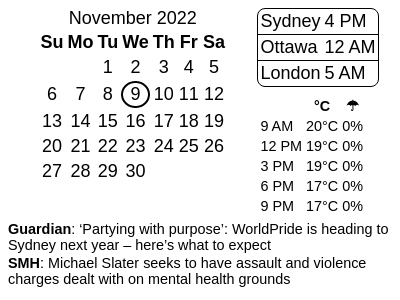 November 2022
Su Mo Tu We Th Fr Sa
1 2 3 4 5
6 7 8 9 10 11 12
13 14 15 16 17 18 19
20 21 22 23 24 25 26
27 28 29 30
Sydney 4 PM
Ottawa 12 AM
London 5 AM
°C ☂
9 AM 20°C 0%
12 PM 19°C 0%
3 PM 19°C 0%
6 PM 17°C 0%
9 PM 17°C 0%
Guardian: ‘Partying with purpose’: WorldPride is heading to
Sydney next year – here’s what to expect
SMH: Michael Slater seeks to have assault and violence
charges dealt with on mental health grounds